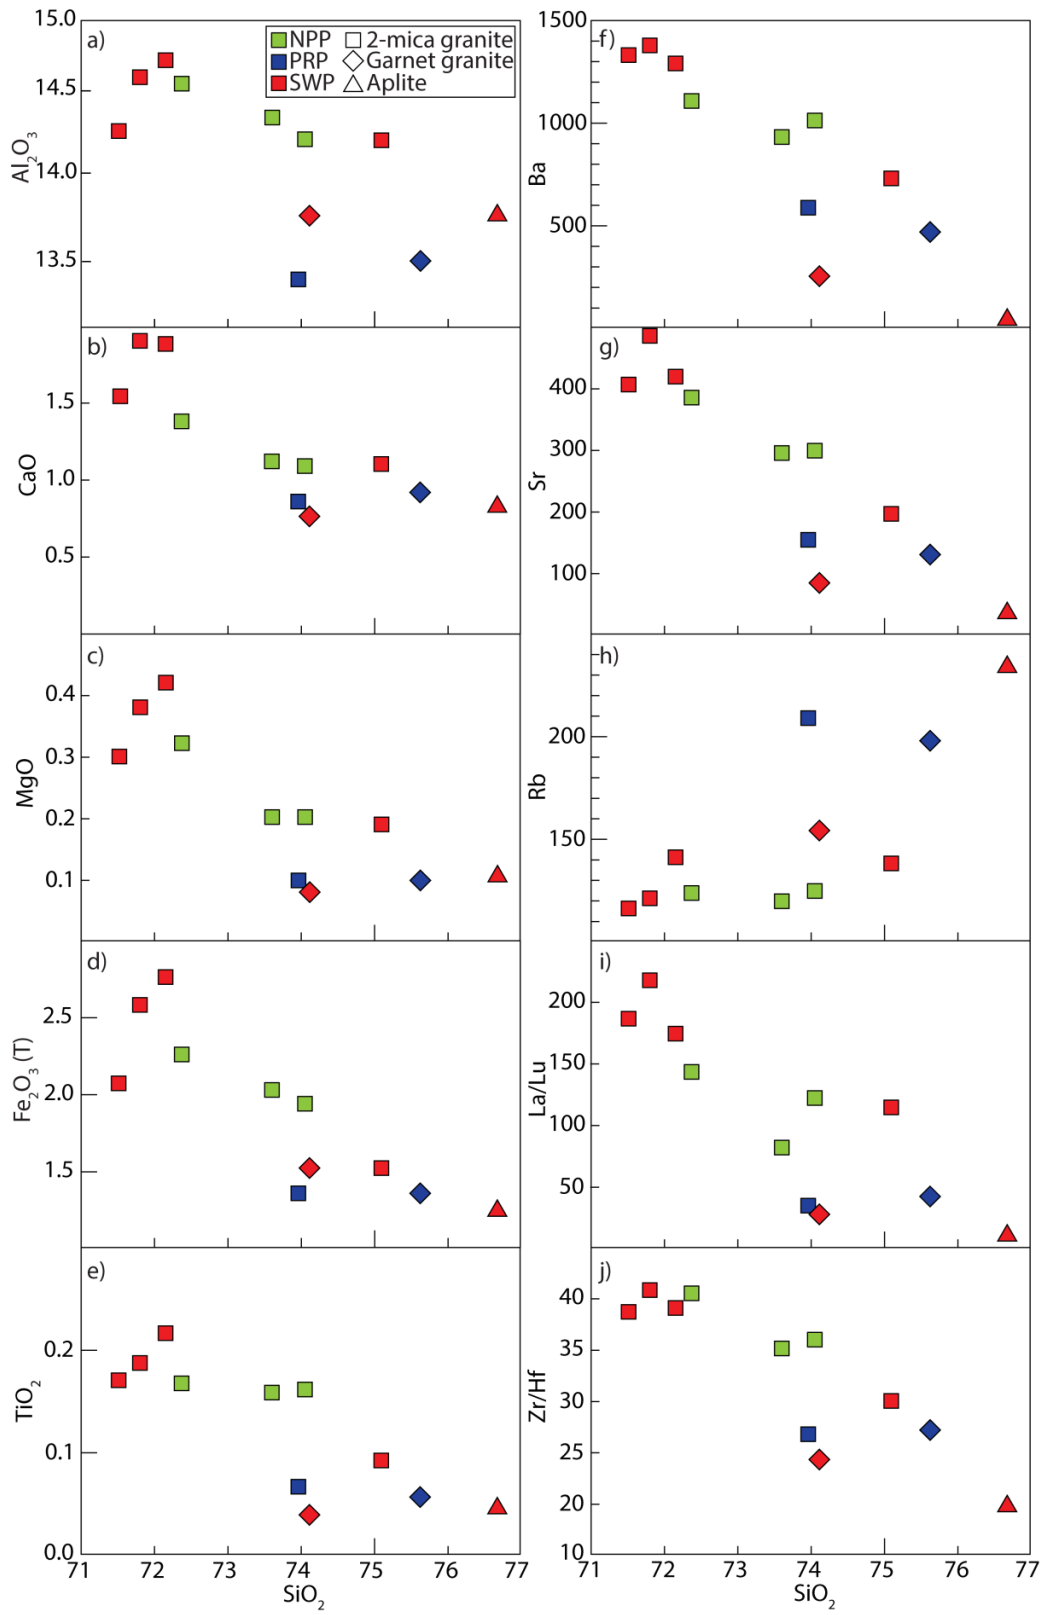 a)
NPP 2-mica granite
PRP Garnet granite
SWP Aplite
Al₂O₃
15.0
14.5
14.0
13.5
b)
CaO
1.5
1.0
0.5
c)
MgO
0.4
0.3
0.2
0.1
d)
Fe₂O₃ (T)
2.5
2.0
1.5
e)
TiO₂
0.2
0.1
0.0
71 72 73 74 75 76 77
SiO₂
f)
Ba
1500
1000
500
g)
Sr
400
300
200
100
h)
Rb
200
150
i)
La/Lu
200
150
100
50
j)
Zr/Hf
40
35
30
25
20
10
71 72 73 74 75 76 77
SiO₂